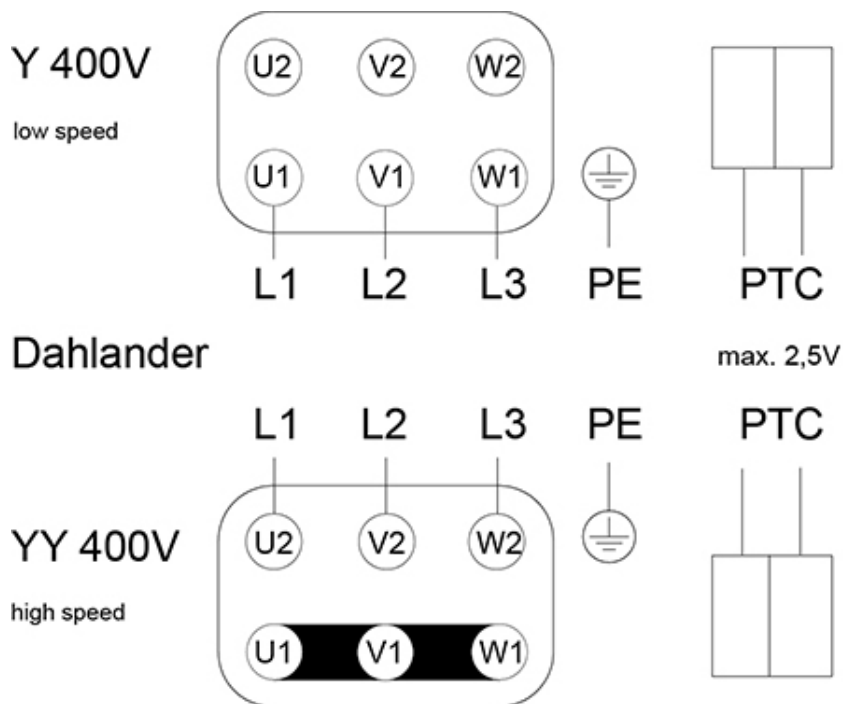 Y 400V
U2 V2 W2
low speed
U1 V1 W1
L1 L2 L3 PE PTC
Dahlander
max. 2,5V
L1 L2 L3 PE PTC
YY 400V
U2 V2 W2
high speed
U1 V1 W1